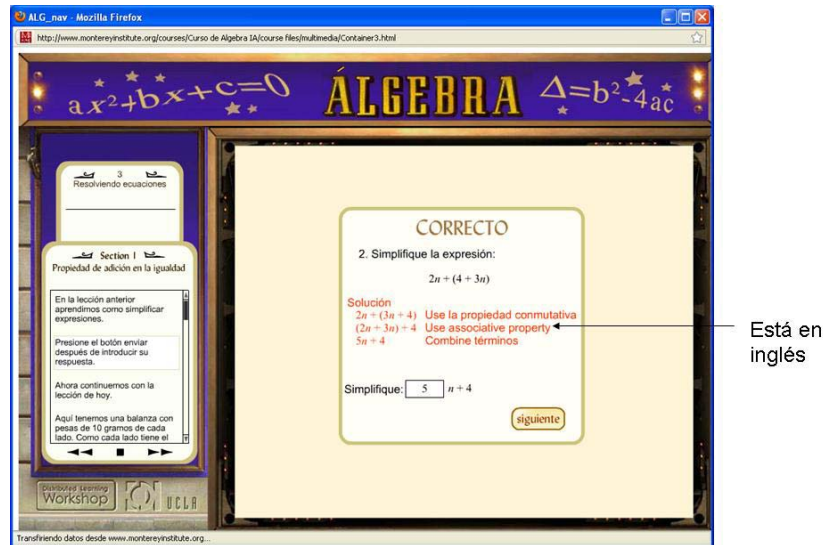 ALG_nav - Mozilla Firefox
http://www.montereyinstitute.org/courses/Curso de Algebra IA/course files/multimedia/Container3.html
ax²+bx+c=0
ÁLGEBRA
Δ=b²-4ac
3
Resolviendo ecuaciones
Section 1
Propiedad de adición en la igualdad
En la lección anterior
aprendimos como simplificar
expresiones.
Presione el botón enviar
después de introducir su
respuesta.
Ahora continuemos con la
lección de hoy.
Aquí tenemos una balanza con
pesas de 10 gramos de cada
lado. Como cada lado tiene el
Distributed Learning
Workshop
UCLA
CORRECTO
2. Simplifique la expresión:
2n + (4 + 3n)
Solución
2n + (3n + 4) Use la propiedad conmutativa
(2n + 3n) + 4 Use associative property
5n + 4 Combine términos
Simplifique: 5 n + 4
siguiente
Está en
inglés
Transfiriendo datos desde www.montereyinstitute.org...